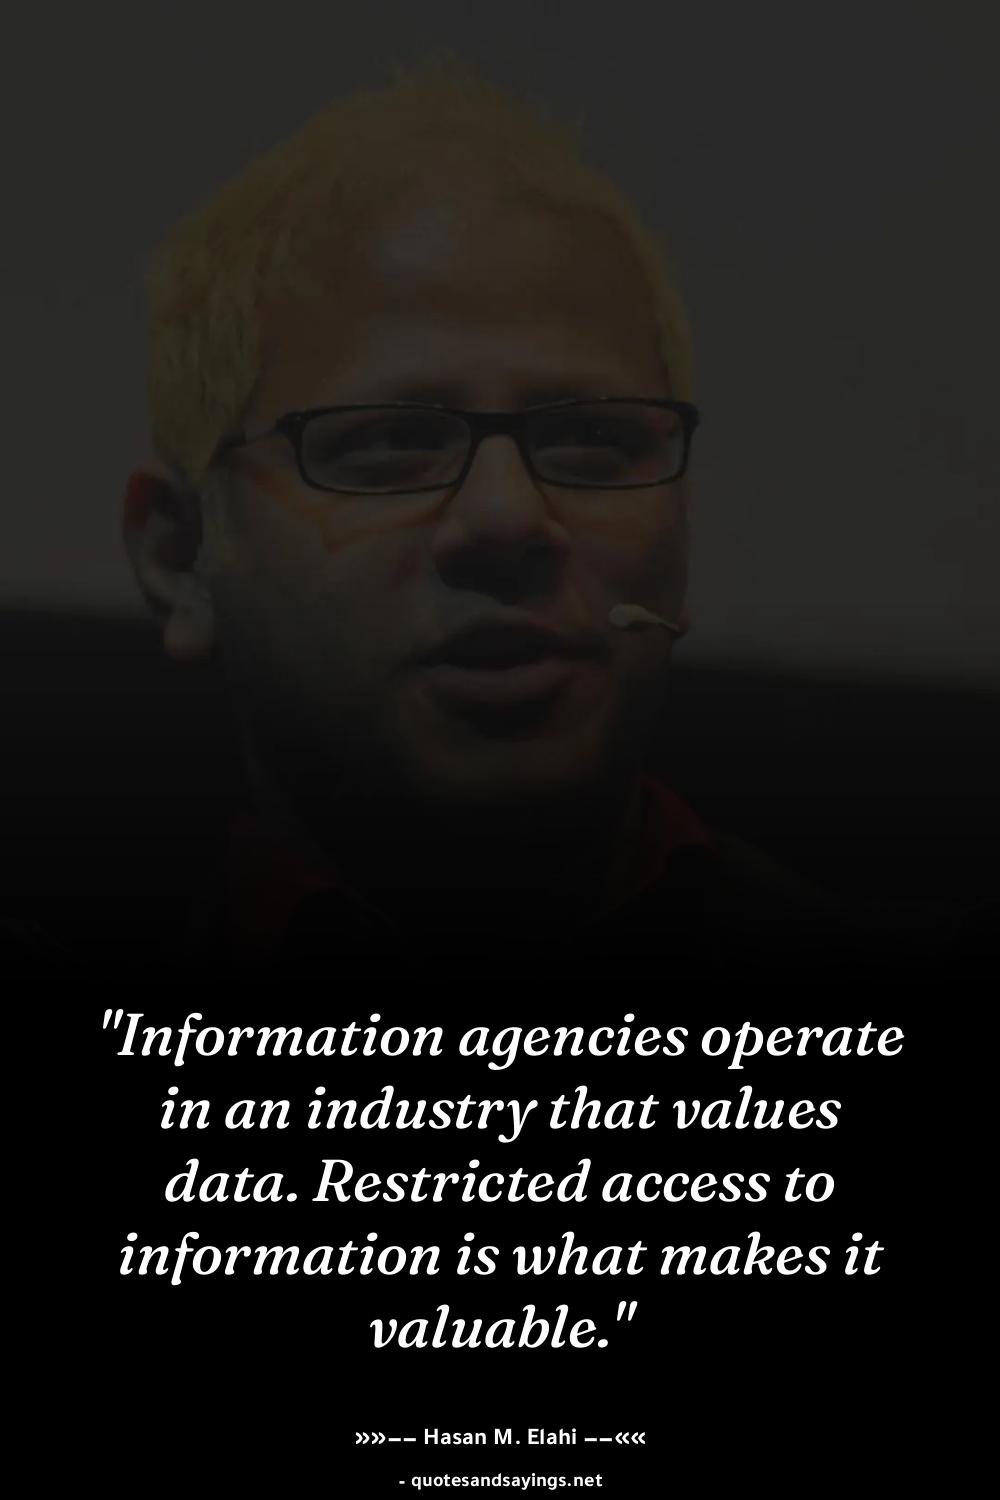 "Information agencies operate
in an industry that values
data. Restricted access to
information is what makes it
valuable."
»»–– Hasan M. Elahi ––««
- quotesandsayings.net